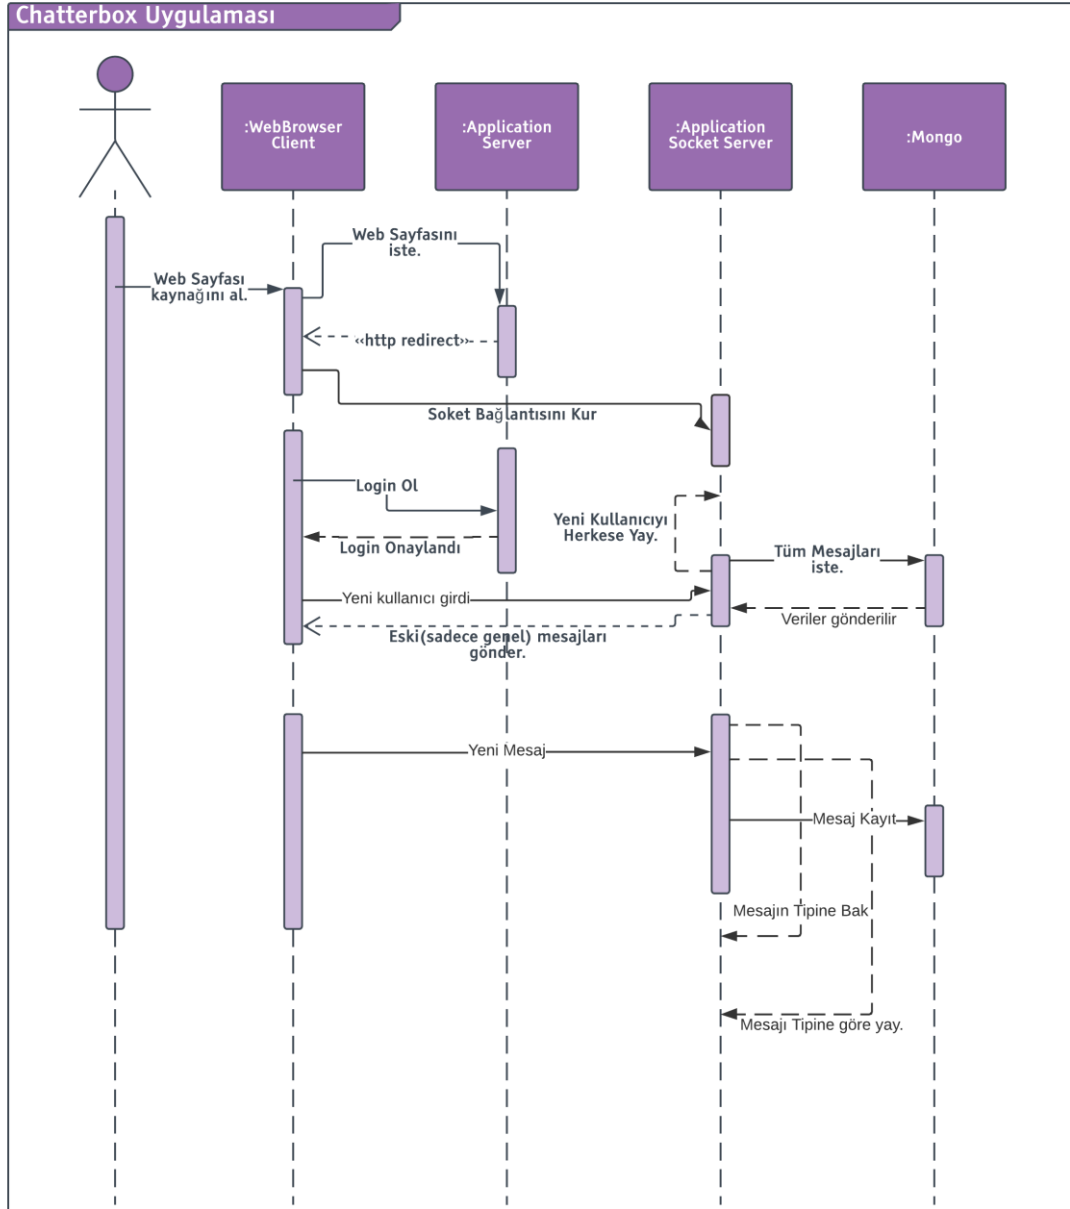 Chatterbox Uygulaması
:WebBrowser
Client
:Application
Server
:Application
Socket Server
:Mongo
Web Sayfasını
iste.
Web Sayfası
kaynağını al.
‹‹http redirect››
Soket Bağlantısını Kur
Login Ol
Yeni Kullanıcıyı
Herkese Yay.
Login Onaylandı
Tüm Mesajları
iste.
Yeni kullanıcı girdi
Veriler gönderilir
Eski(sadece genel) mesajları
gönder.
Yeni Mesaj
Mesaj Kayıt
Mesajın Tipine Bak
Mesajı Tipine göre yay.